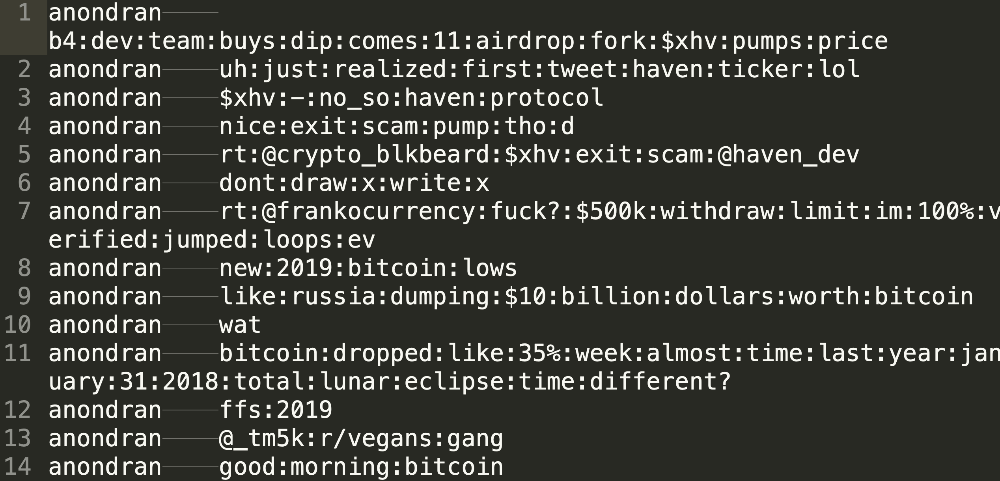 1 anondran
b4:dev:team:buys:dip:comes:11:airdrop:fork:$xhv:pumps:price
2 anondran uh:just:realized:first:tweet:haven:ticker:lol
3 anondran $xhv:–:no_so:haven:protocol
4 anondran nice:exit:scam:pump:tho:d
5 anondran rt:@crypto_blkbeard:$xhv:exit:scam:@haven_dev
6 anondran dont:draw:x:write:x
7 anondran rt:@frankocurrency:fuck?:$500k:withdraw:limit:im:100%:v
erified:jumped:loops:ev
8 anondran new:2019:bitcoin:lows
9 anondran like:russia:dumping:$10:billion:dollars:worth:bitcoin
10 anondran wat
11 anondran bitcoin:dropped:like:35%:week:almost:time:last:year:jan
uary:31:2018:total:lunar:eclipse:time:different?
12 anondran ffs:2019
13 anondran @_tm5k:r/vegans:gang
14 anondran good:morning:bitcoin